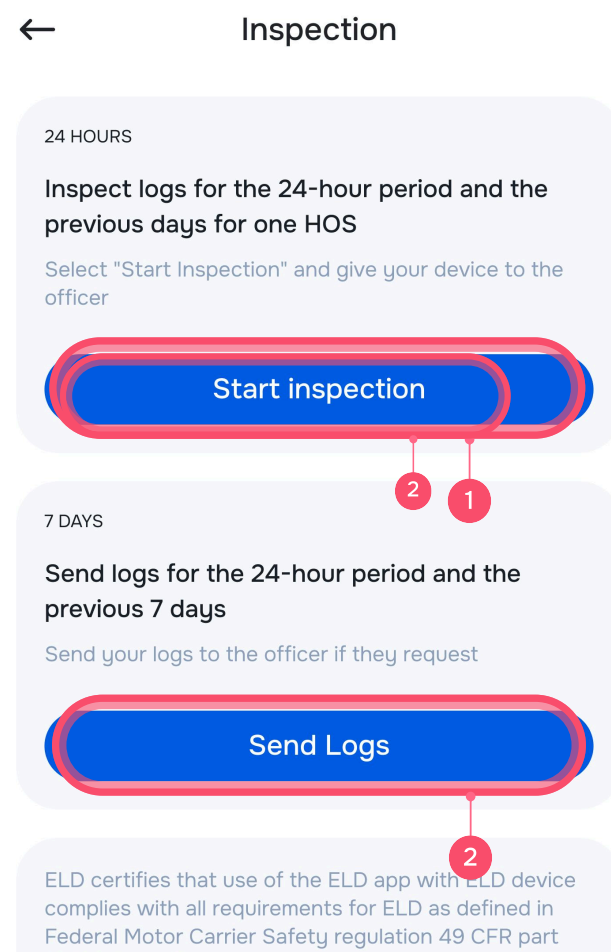 Inspection
24 HOURS
Inspect logs for the 24-hour period and the
previous days for one HOS
Select "Start Inspection" and give your device to the
officer
Start inspection
2 1
7 DAYS
Send logs for the 24-hour period and the
previous 7 days
Send your logs to the officer if they request
Send Logs
2
ELD certifies that use of the ELD app with ELD device
complies with all requirements for ELD as defined in
Federal Motor Carrier Safety regulation 49 CFR part